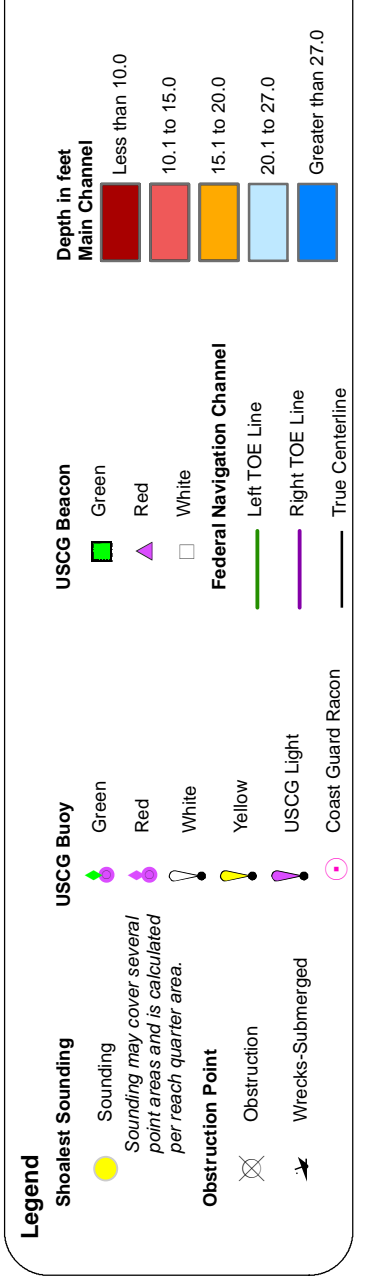 Legend
Shoalest Sounding
Sounding
Sounding may cover several
point areas and is calculated
per reach quarter area.
Obstruction Point
Obstruction
Wrecks-Submerged
USCG Buoy
Green
Red
White
Yellow
USCG Light
Coast Guard Racon
USCG Beacon
Green
Red
White
Federal Navigation Channel
Left TOE Line
Right TOE Line
True Centerline
Depth in feet
Main Channel
Less than 10.0
10.1 to 15.0
15.1 to 20.0
20.1 to 27.0
Greater than 27.0